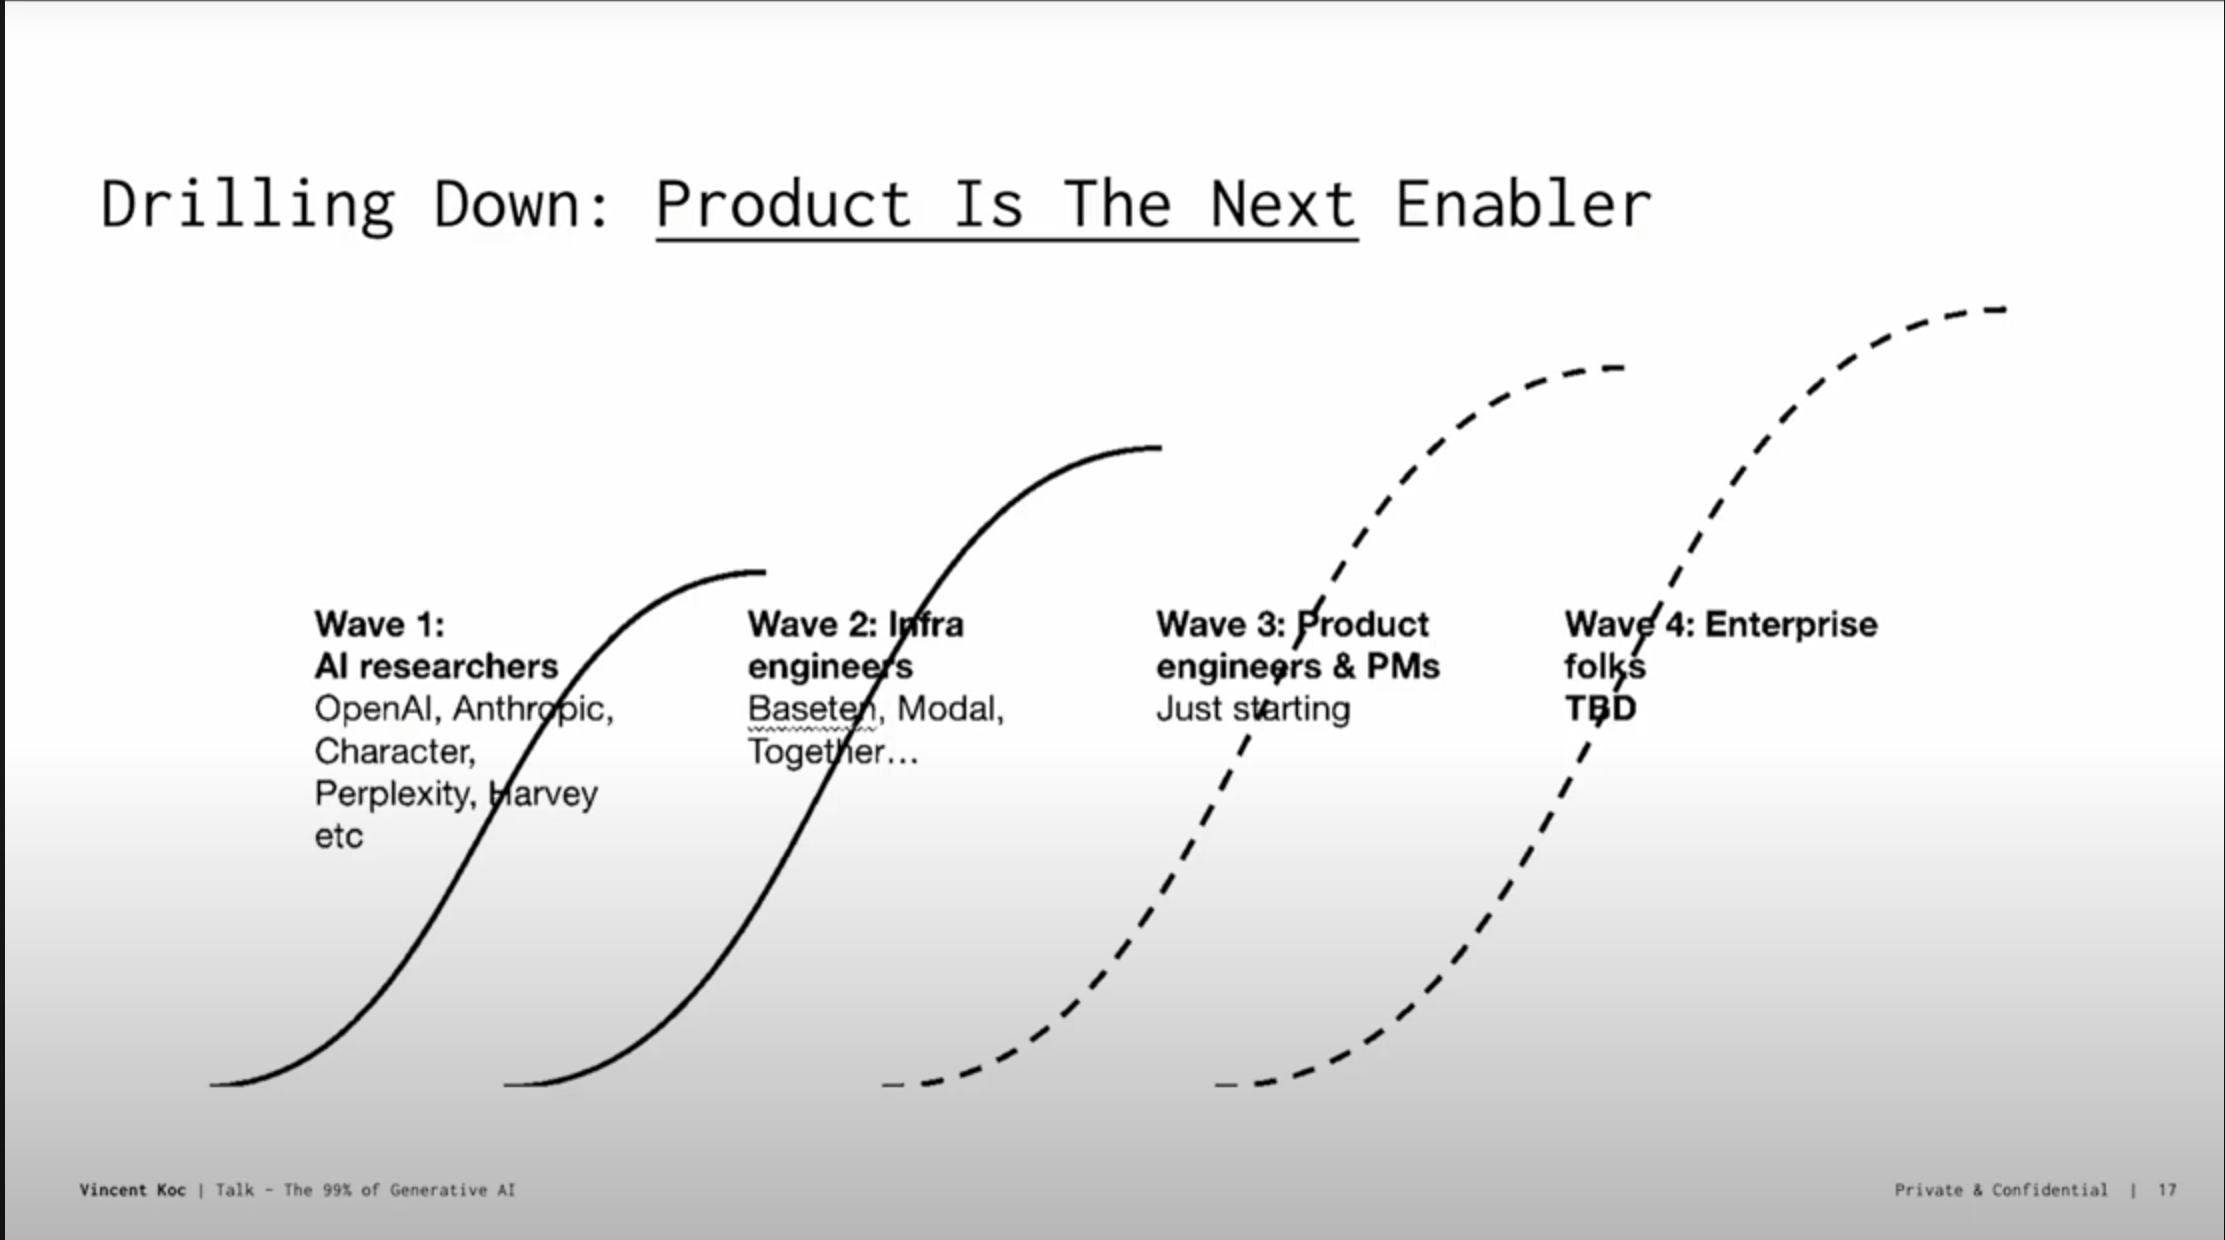 Drilling Down: Product Is The Next Enabler
Wave 1:
AI researchers
OpenAI, Anthropic,
Character,
Perplexity, Harvey
etc
Wave 2: Infra
engineers
Baseten, Modal,
Together...
Wave 3: Product
engineers & PMs
Just starting
Wave 4: Enterprise
folks
TBD
Vincent Koc | Talk – The 99% of Generative AI
Private & Confidential | 17